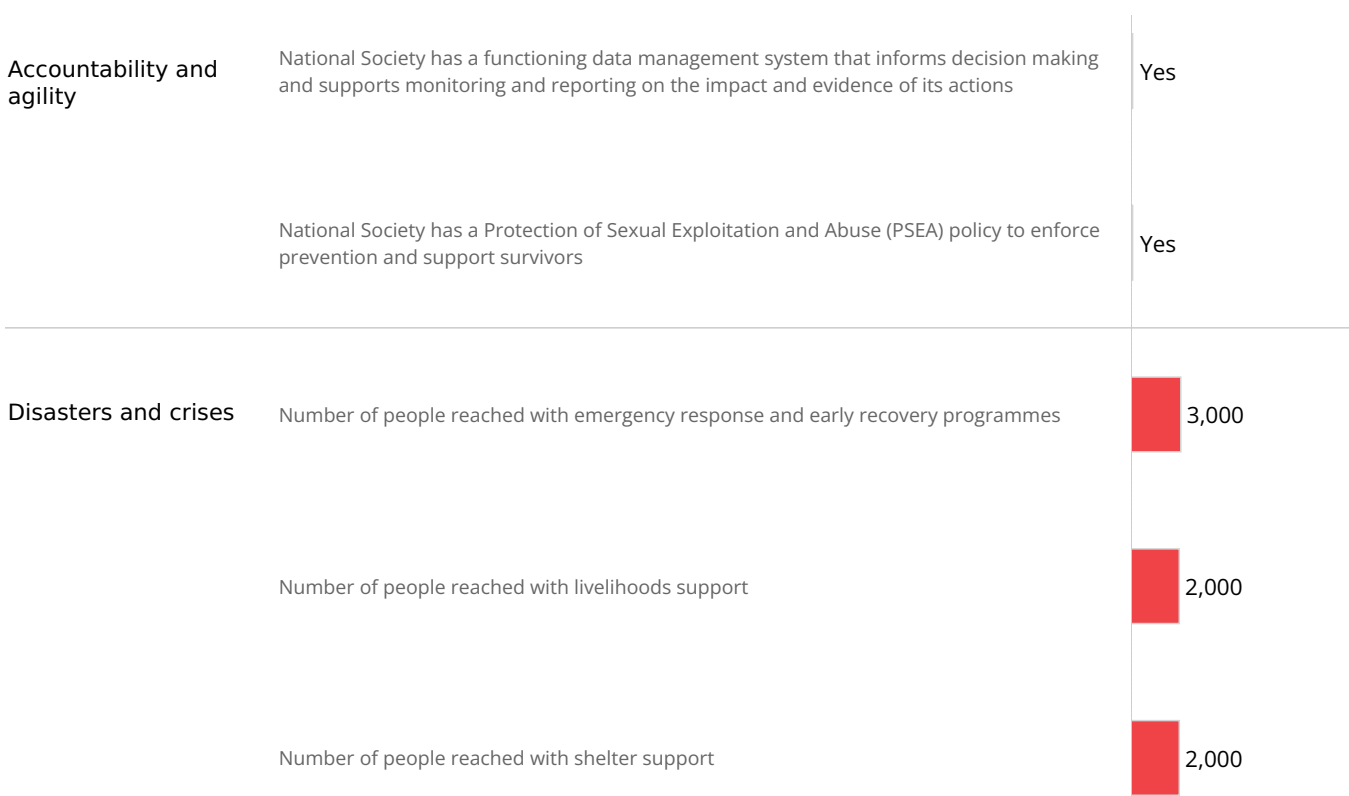 Accountability and
agility
National Society has a functioning data management system that informs decision making
and supports monitoring and reporting on the impact and evidence of its actions
Yes
National Society has a Protection of Sexual Exploitation and Abuse (PSEA) policy to enforce
prevention and support survivors
Yes
Disasters and crises
Number of people reached with emergency response and early recovery programmes
3,000
Number of people reached with livelihoods support
2,000
Number of people reached with shelter support
2,000